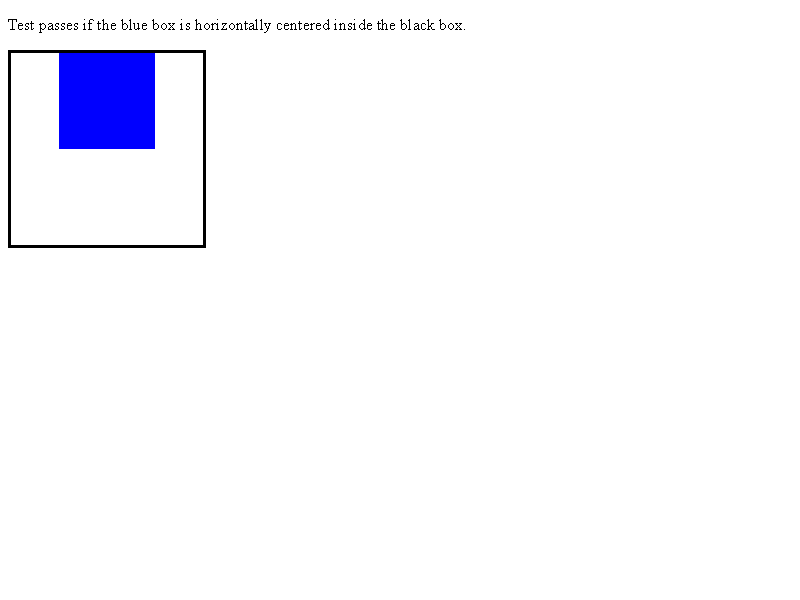 Test passes if the blue box is horizontally centered inside the black box.